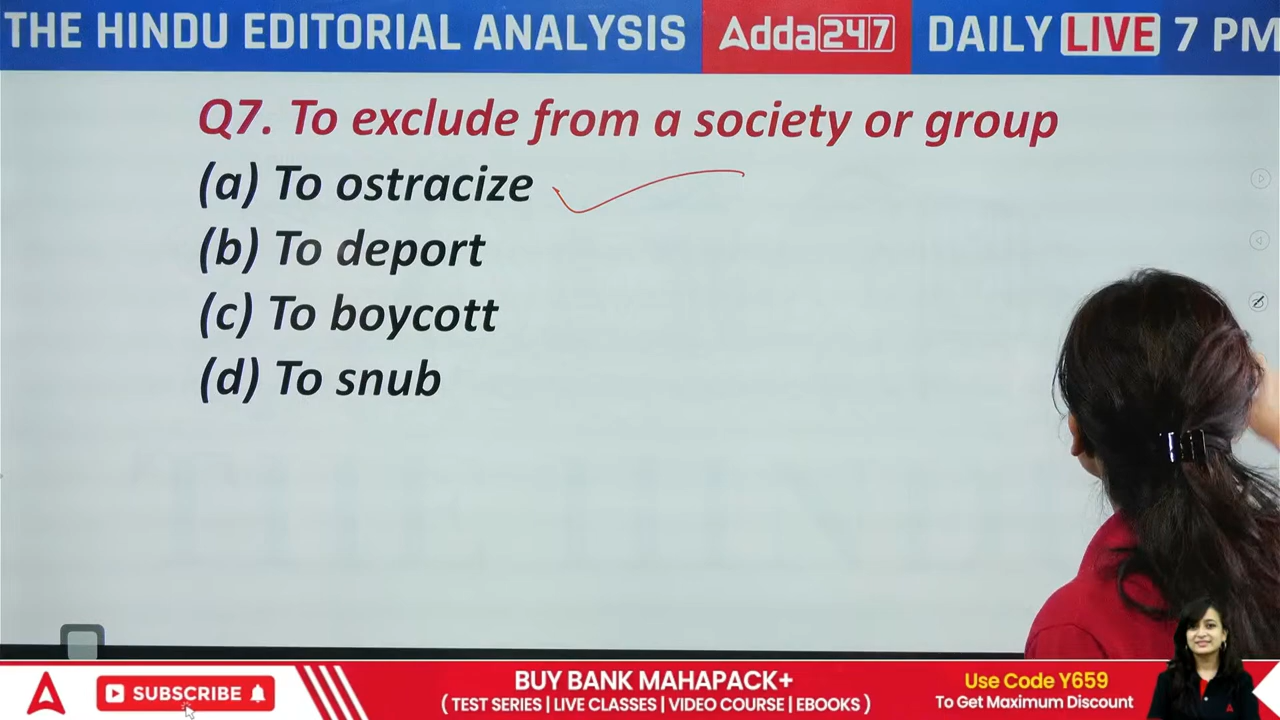 THE HINDU EDITORIAL ANALYSIS
Adda247
DAILY LIVE 7 PM
Q7. To exclude from a society or group
(a) To ostracize
(b) To deport
(c) To boycott
(d) To snub
SUBSCRIBE
BUY BANK MAHAPACK+
( TEST SERIES | LIVE CLASSES | VIDEO COURSE | EBOOKS )
Use Code Y659
To Get Maximum Discount